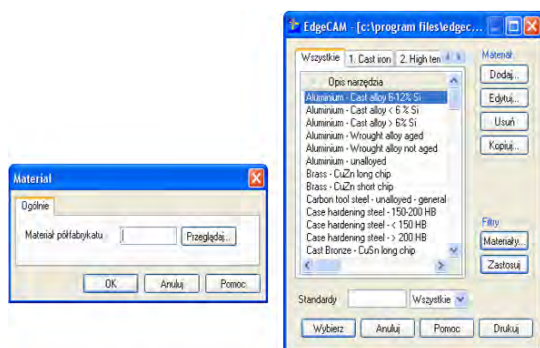 Materiał
Ogólnie
Materiał półfabrykatu
Przeglądaj...
OK
Anuluj
Pomoc
EdgeCAM - [c:\program files\edgec...
Wszystkie
1. Cast iron
2. High ten
Opis narzędzia
Aluminium - Cast alloy 6-12% Si
Aluminium - Cast alloy < 6 % Si
Aluminium - Cast alloy > 6% Si
Aluminium - Wrought alloy aged
Aluminium - Wrought alloy not aged
Aluminium - unalloyed
Brass - CuZn long chip
Brass - CuZn short chip
Carbon tool steel - unalloyed - general
Case hardening steel - 150-200 HB
Case hardening steel - < 150 HB
Case hardening steel - > 200 HB
Cast Bronze - CuSn long chip
Materiał
Dodaj...
Edytuj...
Usuń
Kopiuj...
Filtry
Materiały...
Zastosuj
Standardy
Wszystkie
Wybierz
Anuluj
Pomoc
Drukuj